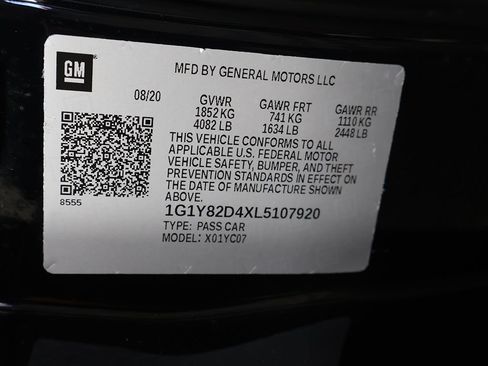 GM
MFD BY GENERAL MOTORS LLC
08/20 GVWR GAWR FRT GAWR RR
1852 KG 741 KG 1110 KG
4082 LB 1634 LB 2448 LB
THIS VEHICLE CONFORMS TO ALL
APPLICABLE U.S. FEDERAL MOTOR
VEHICLE SAFETY, BUMPER, AND THEFT
PREVENTION STANDARDS IN EFFECT ON
THE DATE OF MANUFACTURE SHOWN
ABOVE.
8555
1G1Y82D4XL5107920
TYPE: PASS CAR
MODEL: X01YC07